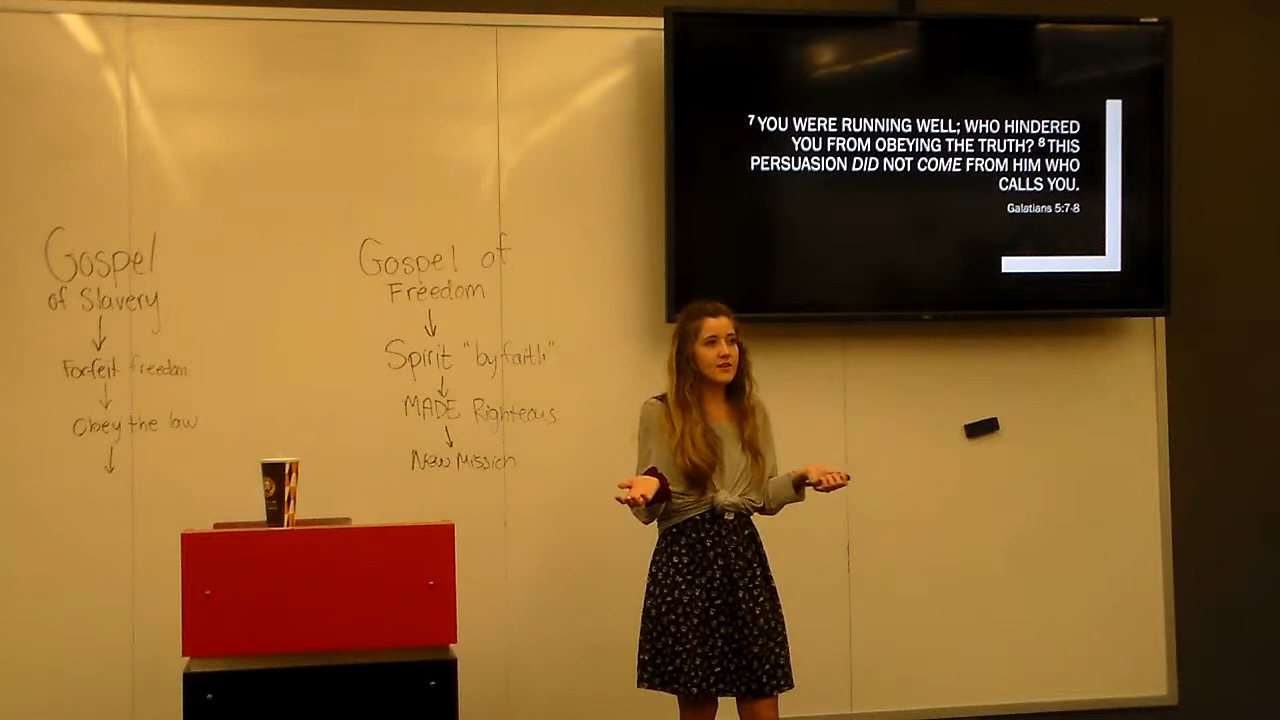 Gospel
of Slavery
Forfeit freedom
Obey the law
Gospel of
Freedom
Spirit "by faith"
MADE Righteous
New Mission
⁷ YOU WERE RUNNING WELL; WHO HINDERED
YOU FROM OBEYING THE TRUTH? ⁸ THIS
PERSUASION DID NOT COME FROM HIM WHO
CALLS YOU.
Galatians 5:7-8